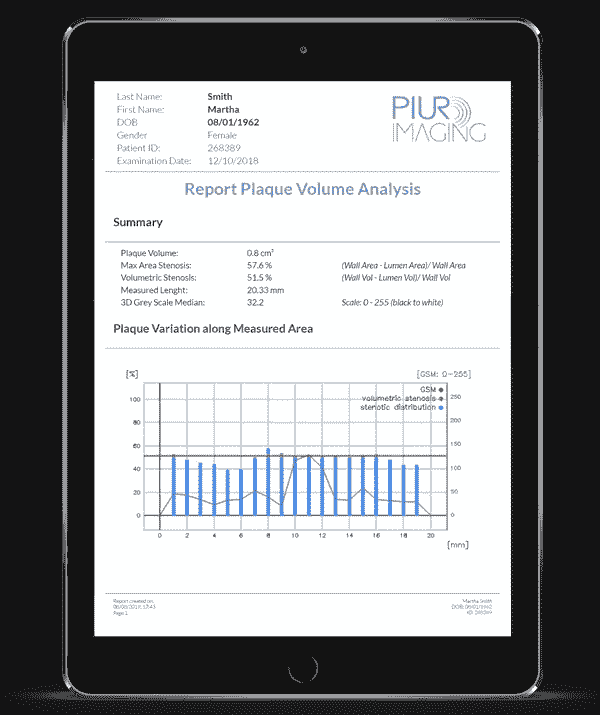 Last Name: Smith
First Name: Martha
DOB 08/01/1962
Gender Female
Patient ID: 268389
Examination Date: 12/10/2018
PIUR
IMAGING
Report Plaque Volume Analysis
Summary
Plaque Volume: 0.8 cm³
Max Area Stenosis: 57.6 % (Wall Area - Lumen Area)/ Wall Area
Volumetric Stenosis: 51.5 % (Wall Vol - Lumen Vol)/ Wall Vol
Measured Lenght: 20.33 mm
3D Grey Scale Median: 32.2 Scale: 0 - 255 (black to white)
Plaque Variation along Measured Area
[%] [GSM: 0-255]
GSM
volumetric stenosis
stenotic distribution
100 250
80 200
60 150
40 100
20 50
0 0
0 2 4 6 8 10 12 14 16 18 20
[mm]
Report created on: Martha Smith
DOB: 08/01/1962
Page 1 ID: 268389